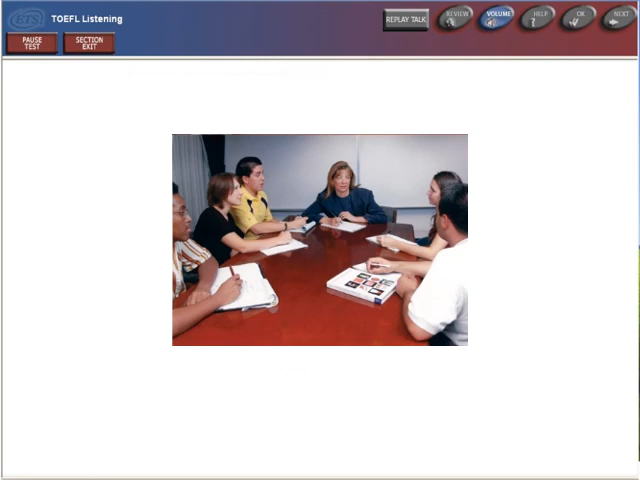 ETS TOEFL Listening
REPLAY TALK
REVIEW
VOLUME
HELP
OK
NEXT
PAUSE
TEST
SECTION
EXIT